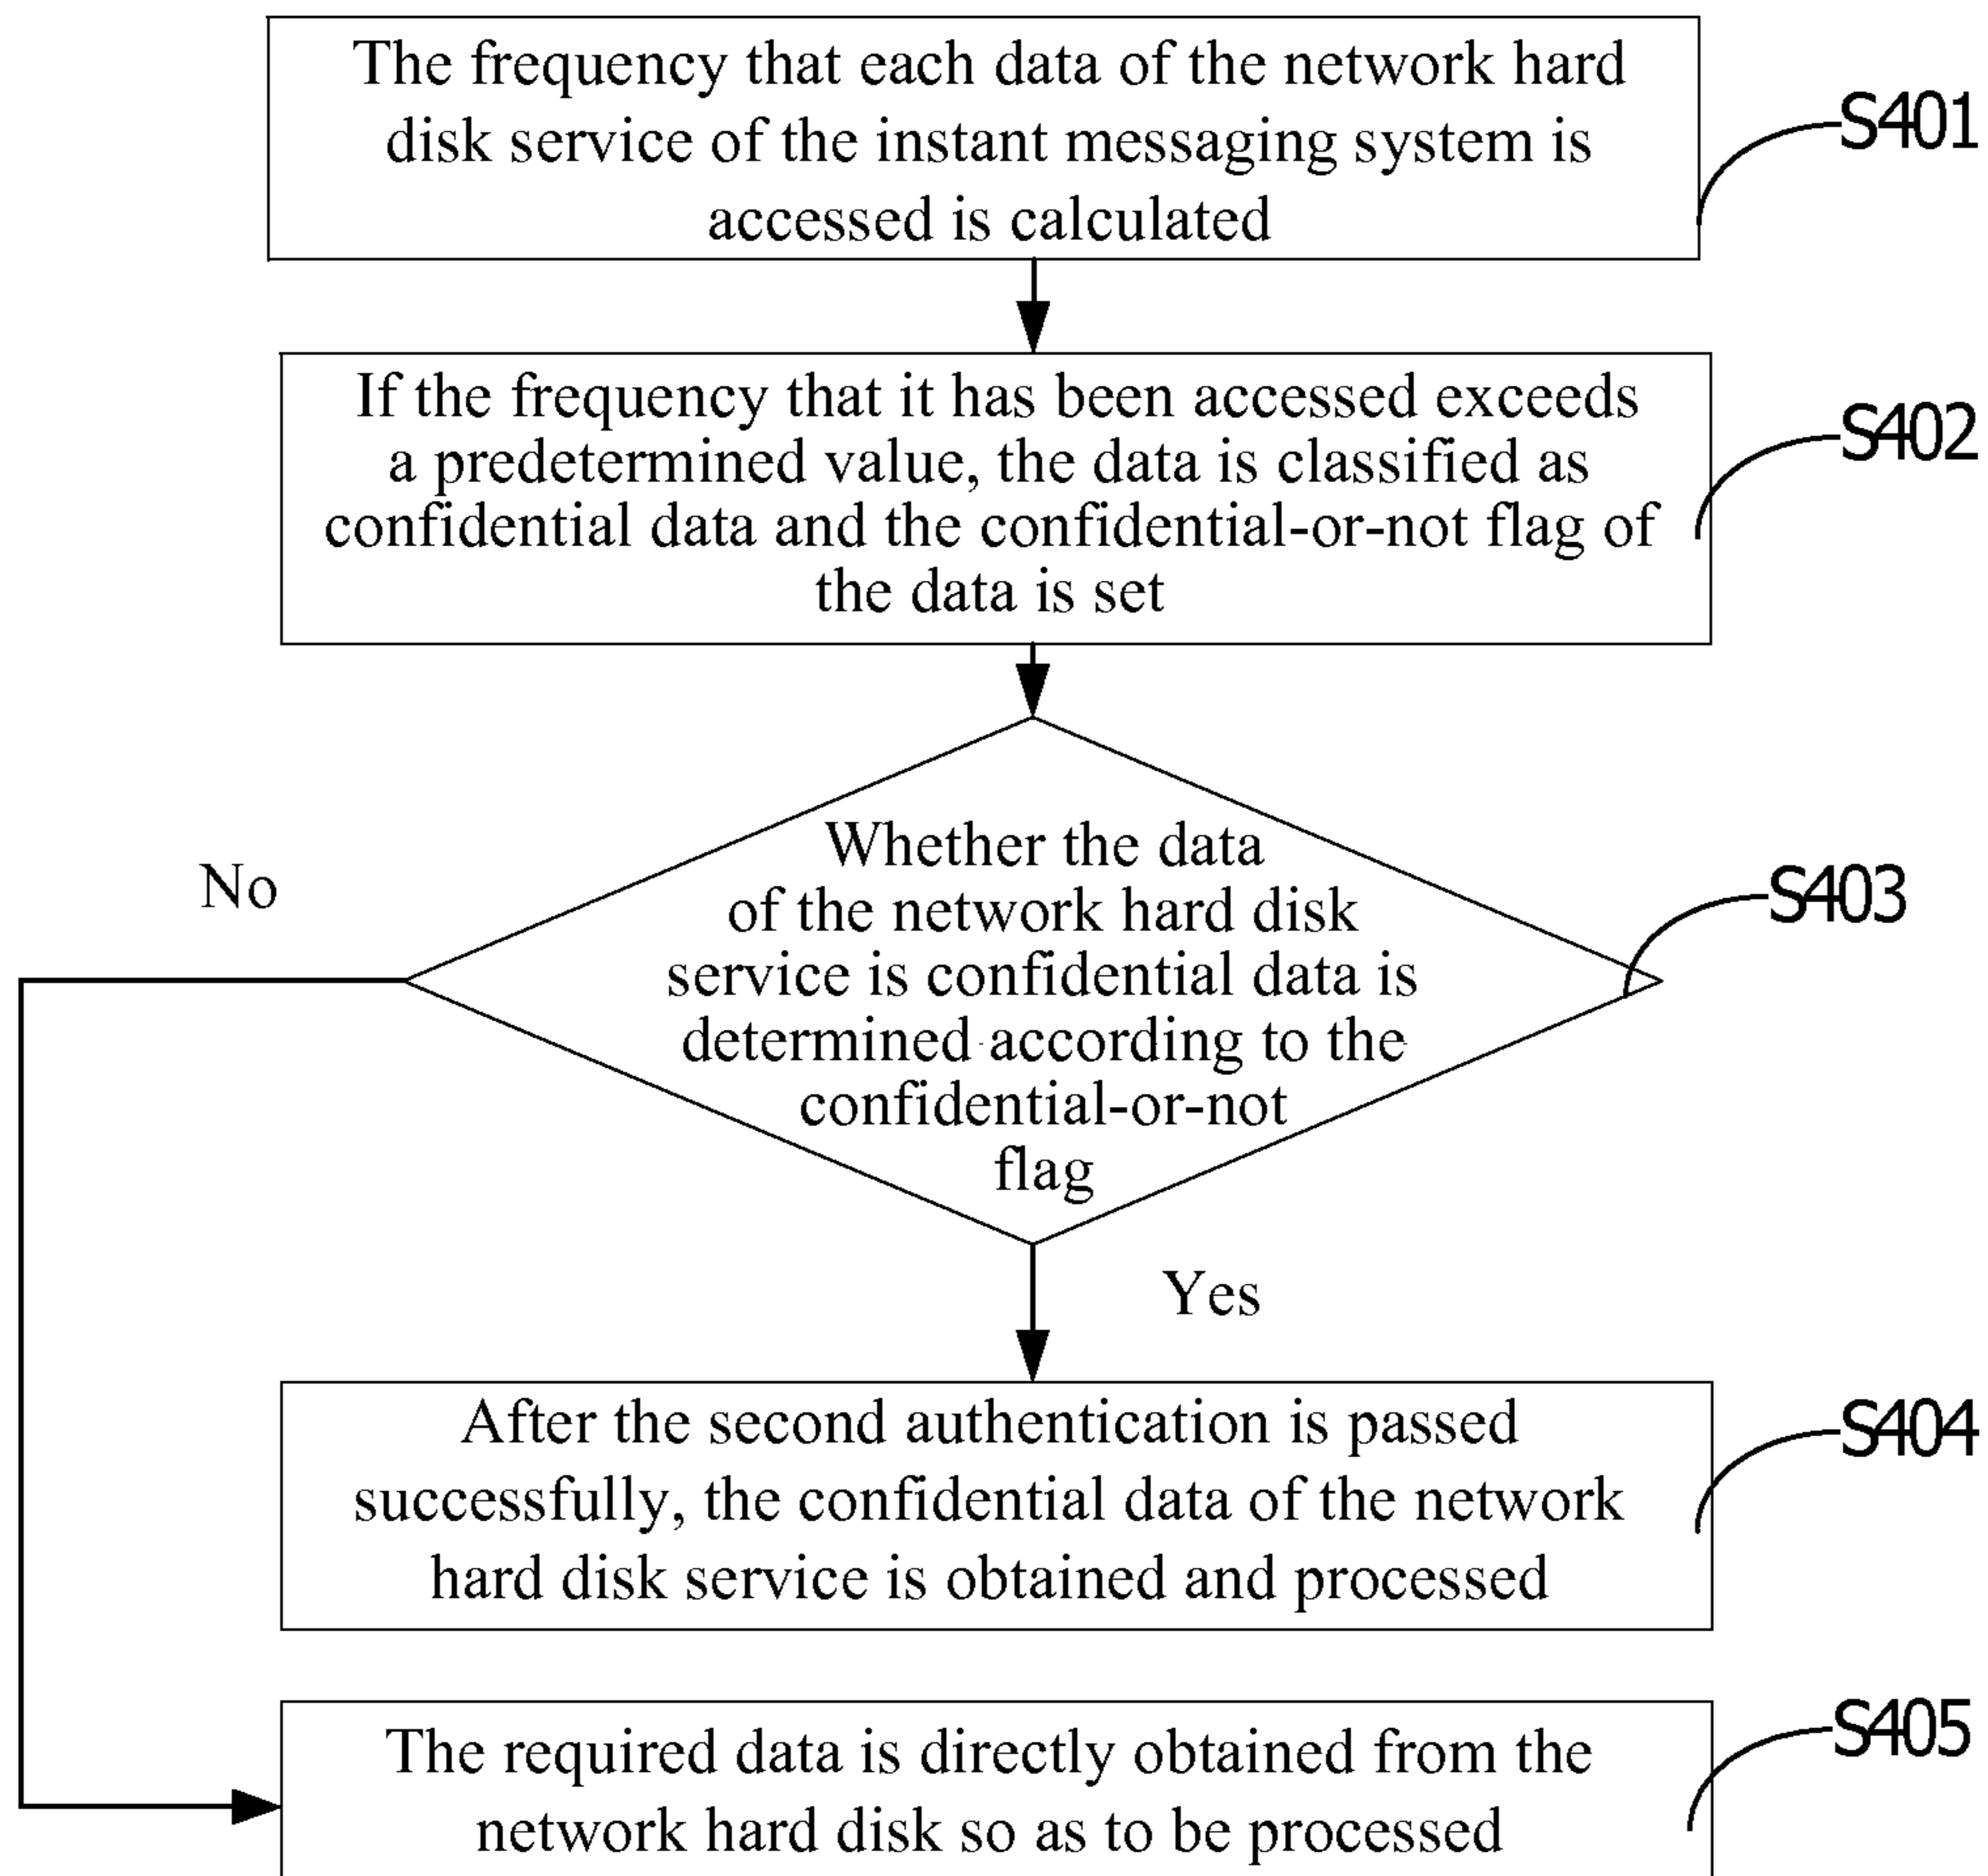 The frequency that each data of the network hard
disk service of the instant messaging system is
accessed is calculated
S401
If the frequency that it has been accessed exceeds
a predetermined value, the data is classified as
confidential data and the confidential-or-not flag of
the data is set
S402
Whether the data
of the network hard disk
service is confidential data is
determined according to the
confidential-or-not
flag
S403
No
Yes
After the second authentication is passed
successfully, the confidential data of the network
hard disk service is obtained and processed
S404
The required data is directly obtained from the
network hard disk so as to be processed
S405